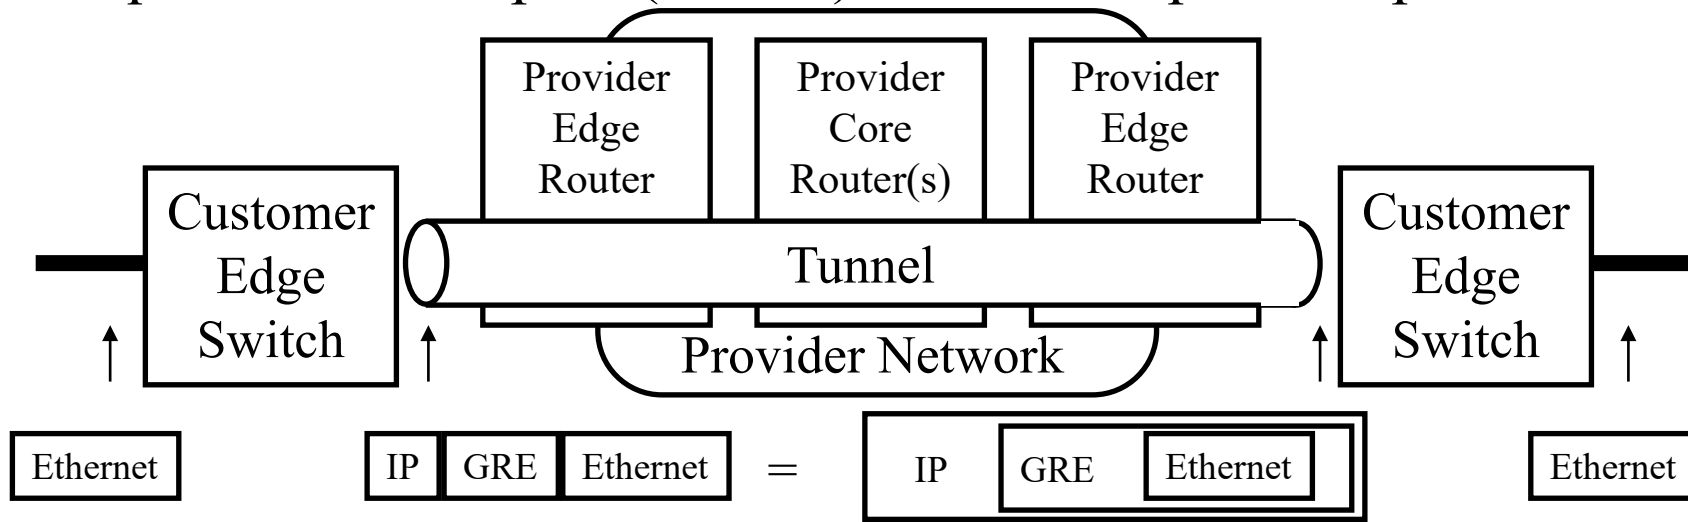 Provider
Edge
Router
Provider
Core
Router(s)
Provider
Edge
Router
Customer
Edge
Switch
Tunnel
Customer
Edge
Switch
Provider Network
Ethernet
IP GRE Ethernet = IP GRE Ethernet
Ethernet